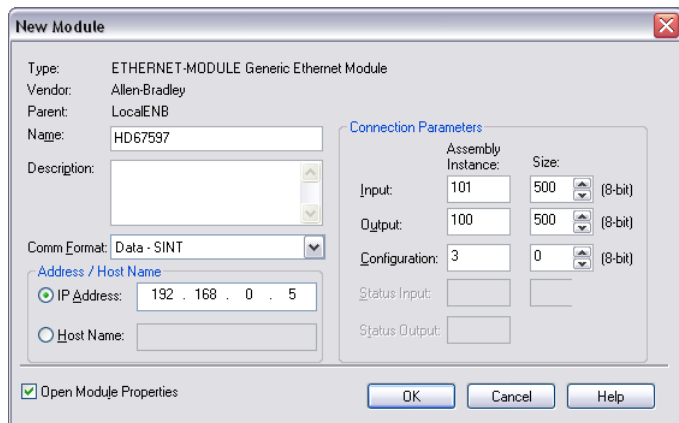 New Module
Type: ETHERNET-MODULE Generic Ethernet Module
Vendor: Allen-Bradley
Parent: LocalENB
Name: HD67597
Description:
Comm Format: Data - SINT
Address / Host Name
IP Address: 192 . 168 . 0 . 5
Host Name:
Connection Parameters
Assembly
Instance: Size:
Input: 101 500 (8-bit)
Output: 100 500 (8-bit)
Configuration: 3 0 (8-bit)
Status Input:
Status Output:
Open Module Properties
OK Cancel Help